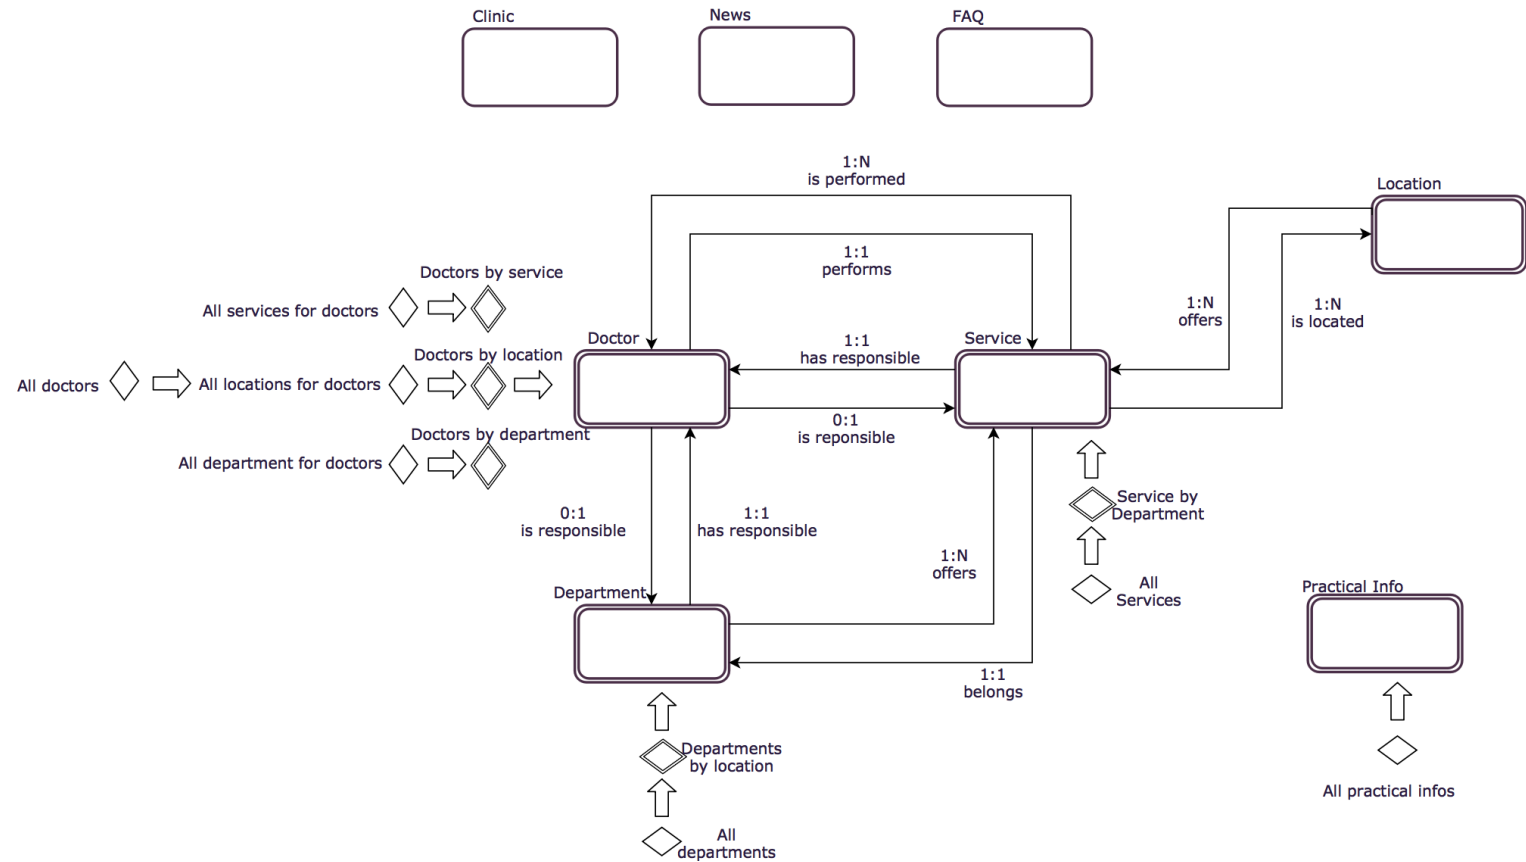 Clinic
News
FAQ
1:N
is performed
Location
1:1
performs
Doctors by service
All services for doctors
1:N
offers
1:N
is located
Doctor
Service
1:1
has responsible
Doctors by location
All doctors
All locations for doctors
0:1
is reponsible
Doctors by department
All department for doctors
Service by
Department
0:1
is responsible
1:1
has responsible
1:N
offers
All
Services
Department
Practical Info
1:1
belongs
Departments
by location
All practical infos
All
departments